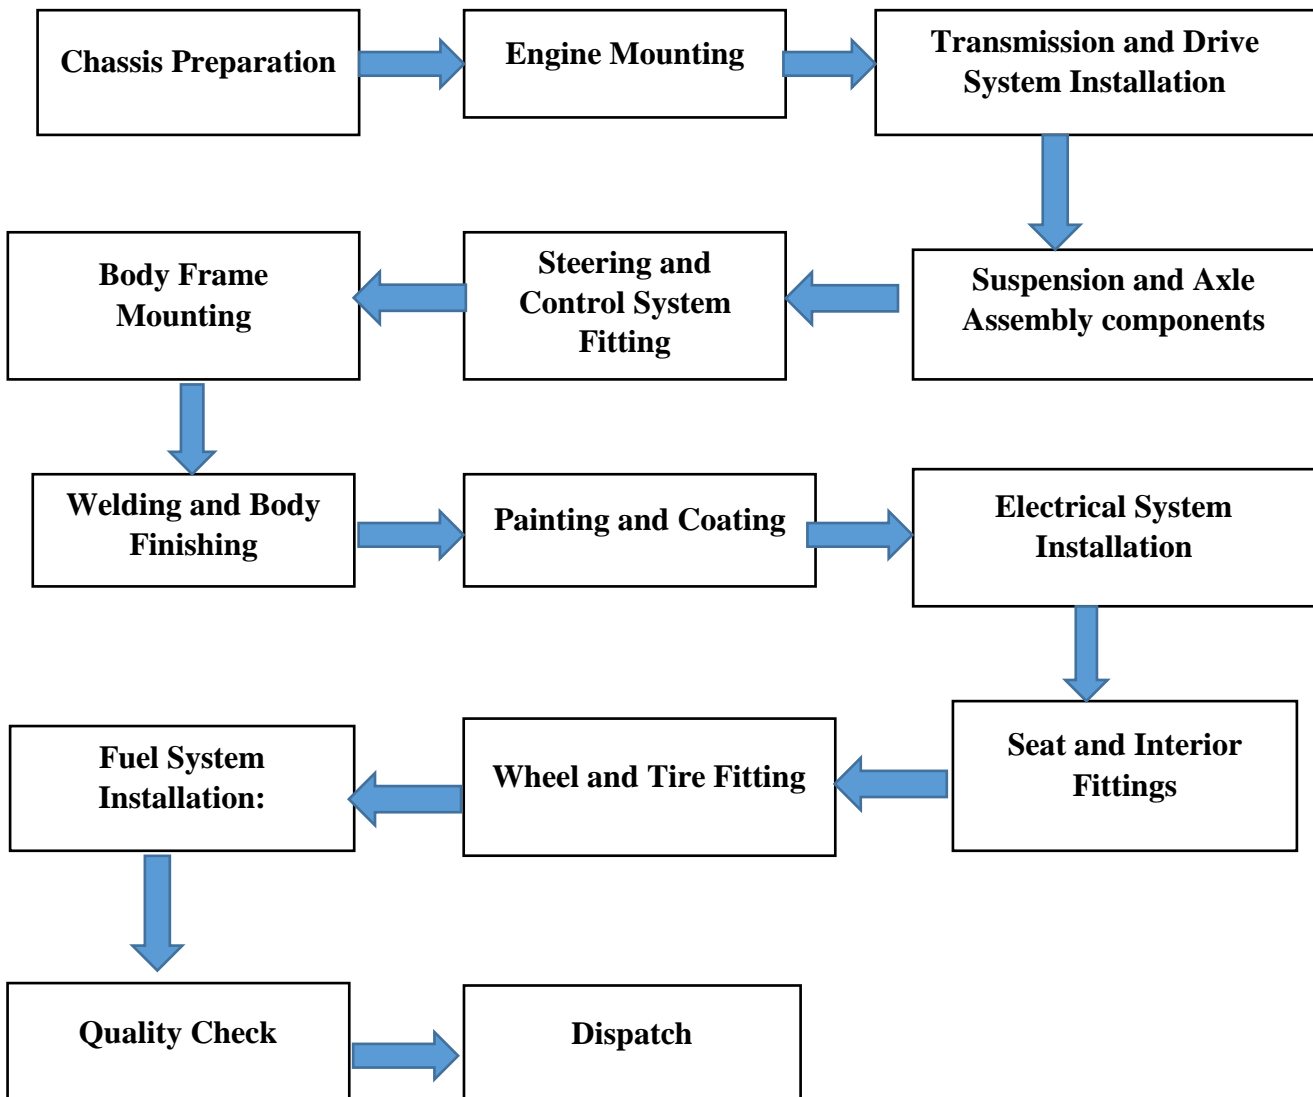 Chassis Preparation
Engine Mounting
Transmission and Drive
System Installation
Suspension and Axle
Assembly components
Steering and
Control System
Fitting
Body Frame
Mounting
Welding and Body
Finishing
Painting and Coating
Electrical System
Installation
Seat and Interior
Fittings
Wheel and Tire Fitting
Fuel System
Installation:
Quality Check
Dispatch